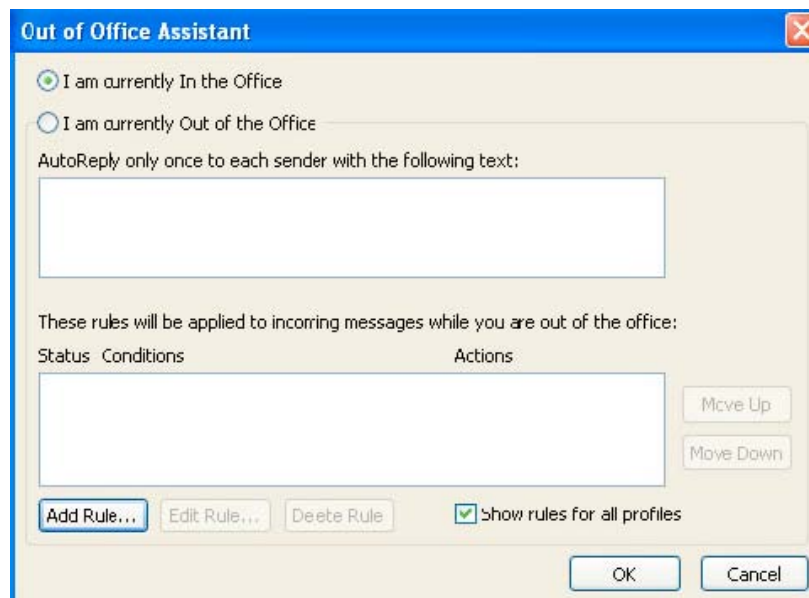 Out of Office Assistant
I am currently In the Office
I am currently Out of the Office
AutoReply only once to each sender with the following text:
These rules will be applied to incoming messages while you are out of the office:
Status Conditions Actions
Move Up
Move Down
Add Rule... Edit Rule... Delete Rule Show rules for all profiles
OK Cancel